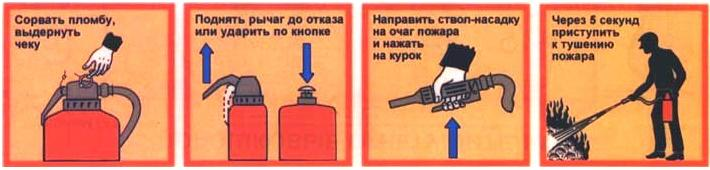 Сорвать пломбу,
выдернуть
чеку
Поднять рычаг до отказа
или ударить по кнопке
Направить ствол-насадку
на очаг пожара
и нажать
на курок
Через 5 секунд
приступить
к тушению
пожара